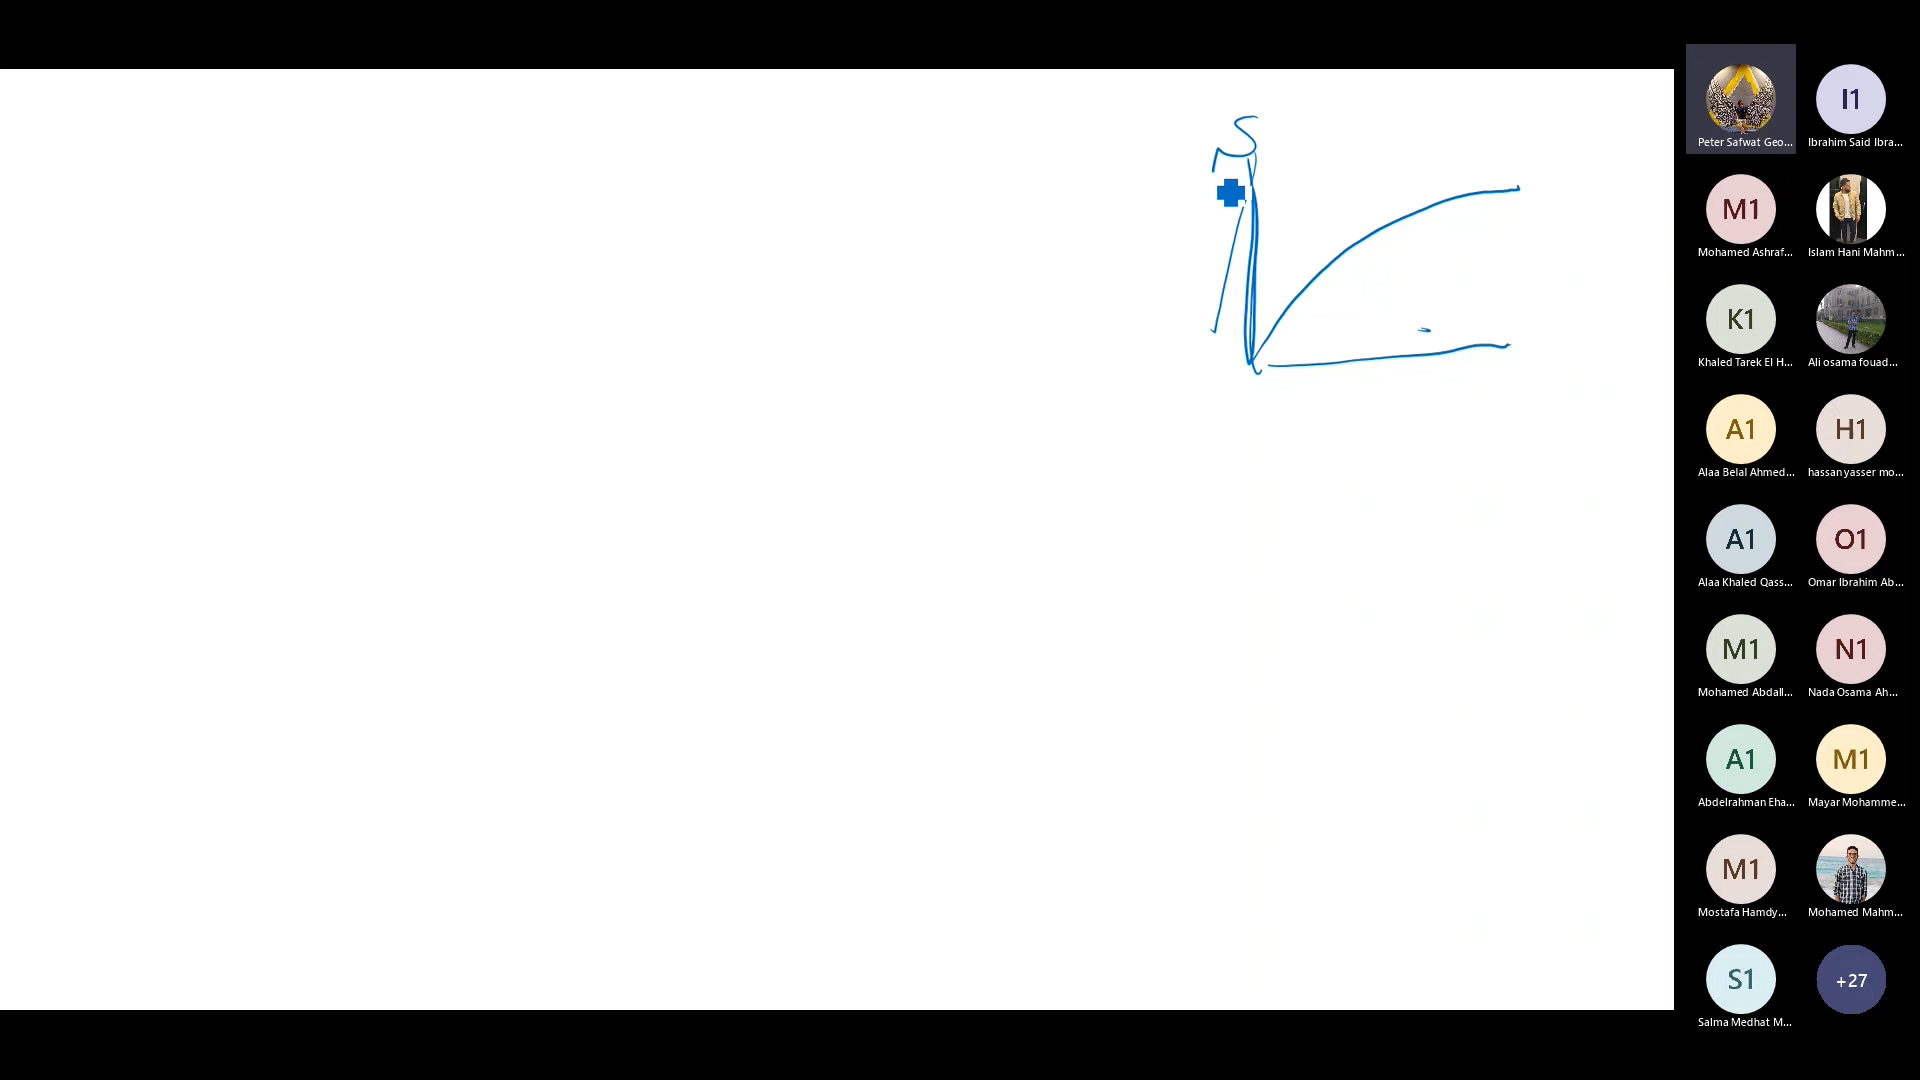 S
I1
Peter Safwat Geo...
Ibrahim Said Ibra...
M1
Mohamed Ashraf...
Islam Hani Mahm...
K1
Khaled Tarek El H...
Ali osama fouad...
A1
H1
Alaa Belal Ahmed...
hassan yasser mo...
A1
O1
Alaa Khaled Qass...
Omar Ibrahim Ab...
M1
N1
Mohamed Abdall...
Nada Osama Ah...
A1
M1
Abdelrahman Eha...
Mayar Mohamme...
M1
Mostafa Hamdy...
Mohamed Mahm...
S1
+27
Salma Medhat M...